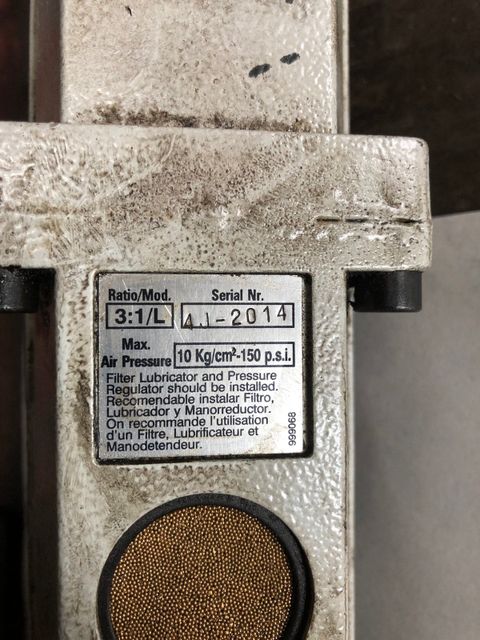 Ratio/Mod. Serial Nr.
3:1/L 4J-2014
Max.
Air Pressure 10 Kg/cm²-150 p.s.i.
Filter Lubricator and Pressure
Regulator should be installed.
Recomendable instalar Filtro,
Lubricador y Manorreductor.
On recommande l'utilisation
d'un Filtre, Lubrificateur et
Manodetendeur.
999068